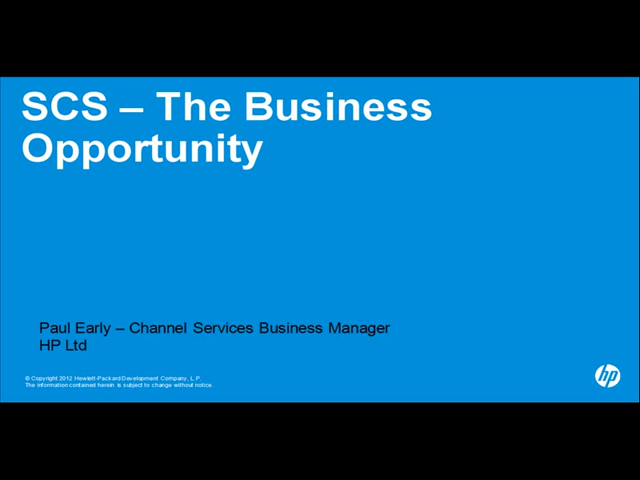 SCS – The Business
Opportunity
Paul Early – Channel Services Business Manager
HP Ltd
© Copyright 2012 Hewlett-Packard Development Company, L.P.
The information contained herein is subject to change without notice.
hp